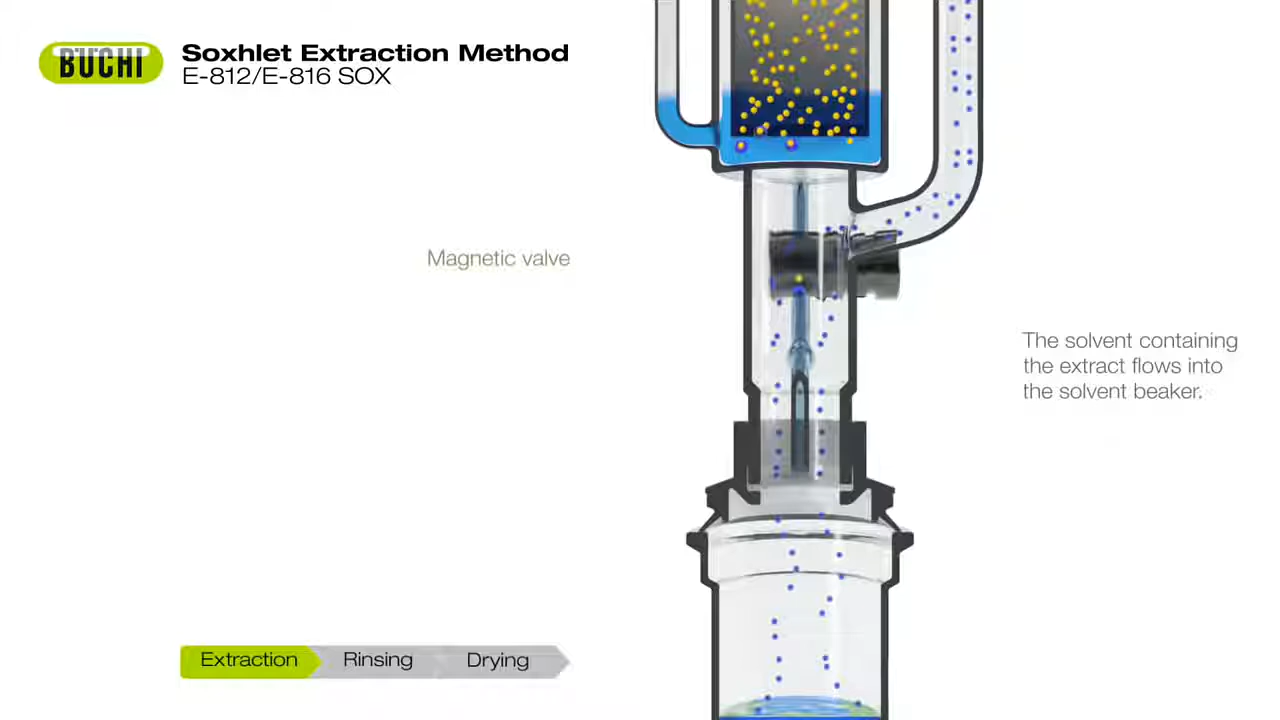 BÜCHI
Soxhlet Extraction Method
E-812/E-816 SOX
Magnetic valve
The solvent containing
the extract flows into
the solvent beaker.
Extraction
Rinsing
Drying